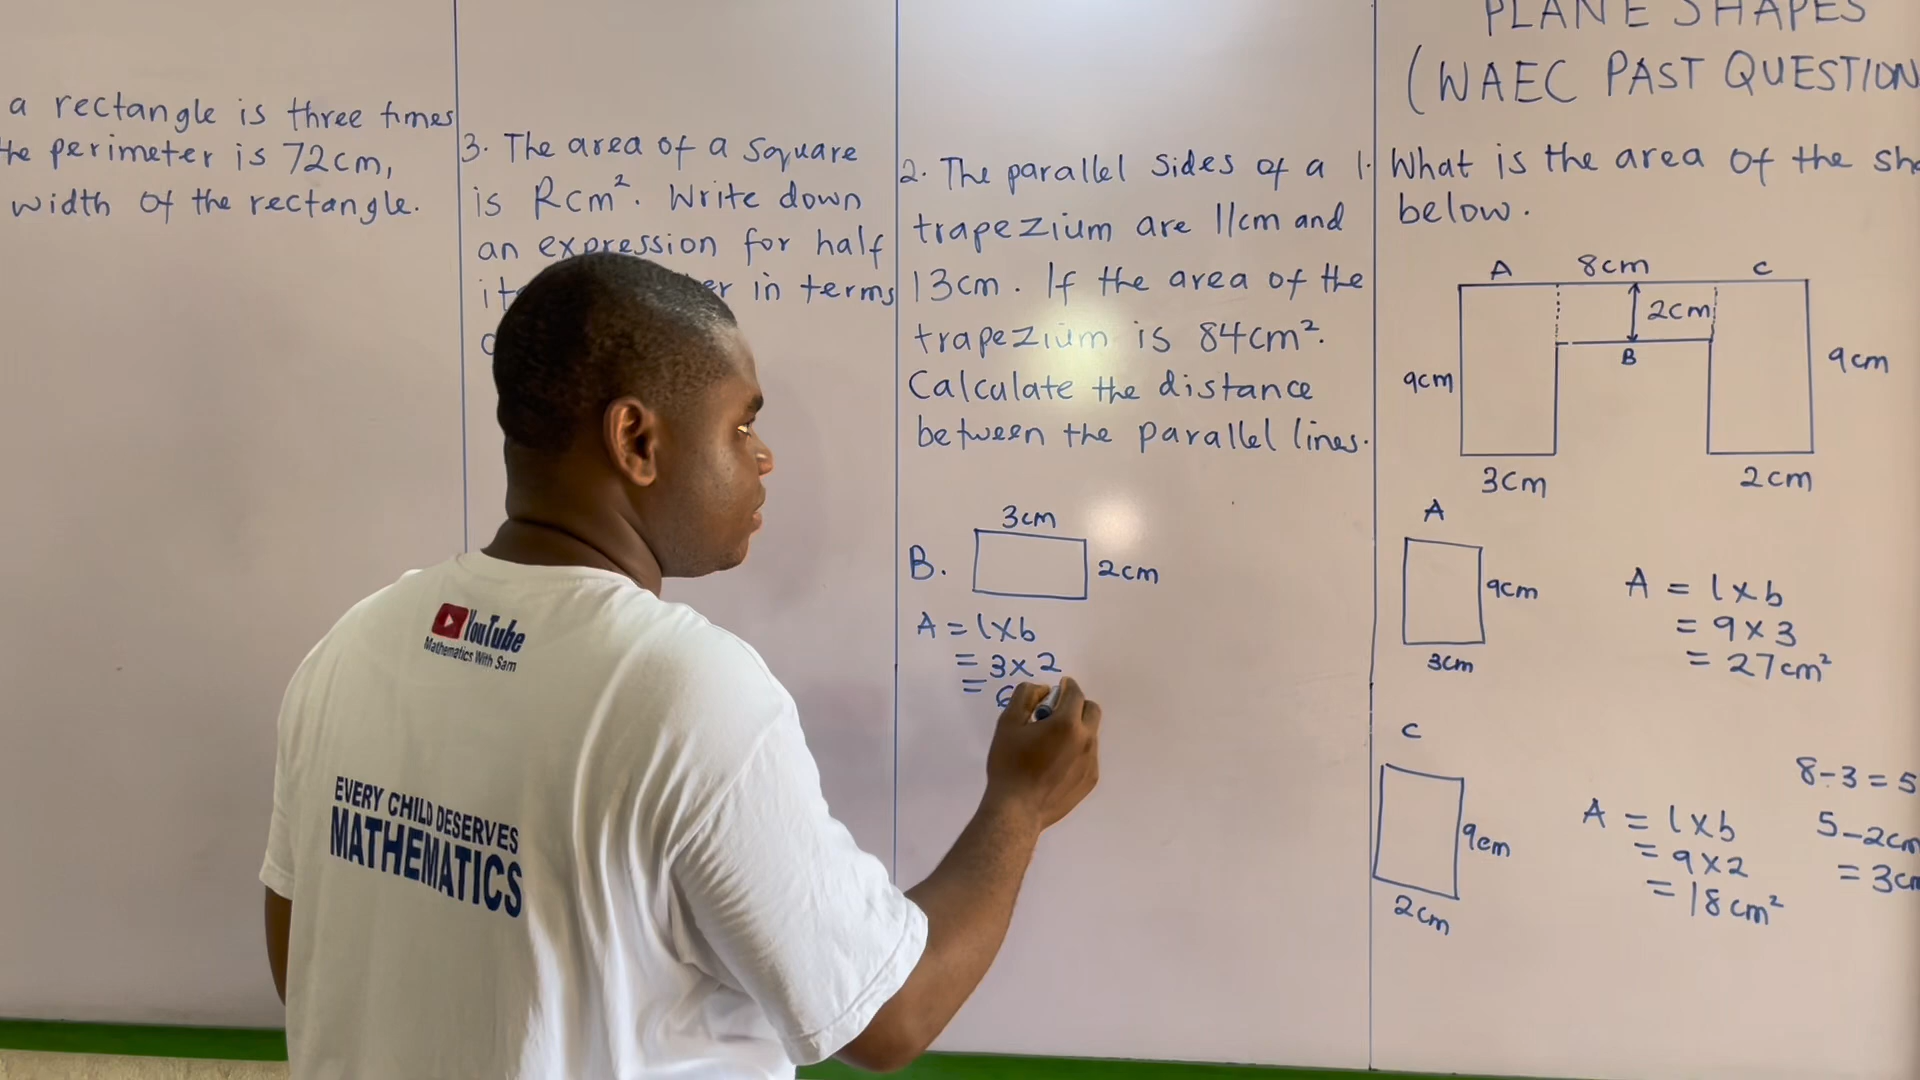 a rectangle is three times
the perimeter is 72cm,
width of the rectangle.
3. The area of a square
is Rcm². Write down
an expression for half
in terms
2. The parallel sides of a
trapezium are 11cm and
13cm. If the area of the
trapezium is 84cm².
Calculate the distance
between the parallel lines.
3cm
B.
2cm
A = l×b
= 3×2
= 6
PLANE SHAPES
(WAEC PAST QUESTION
1. What is the area of the
below.
A
8cm
C
2cm
B
9cm
9cm
3cm
2cm
A
9cm
3cm
A = l×b
= 9×3
= 27cm²
C
9cm
2cm
A = l×b
= 9×2
= 18cm²
8-3=5
5-2cm
= 3cm
YouTube
Mathematics With Sam
EVERY CHILD DESERVES
MATHEMATICS